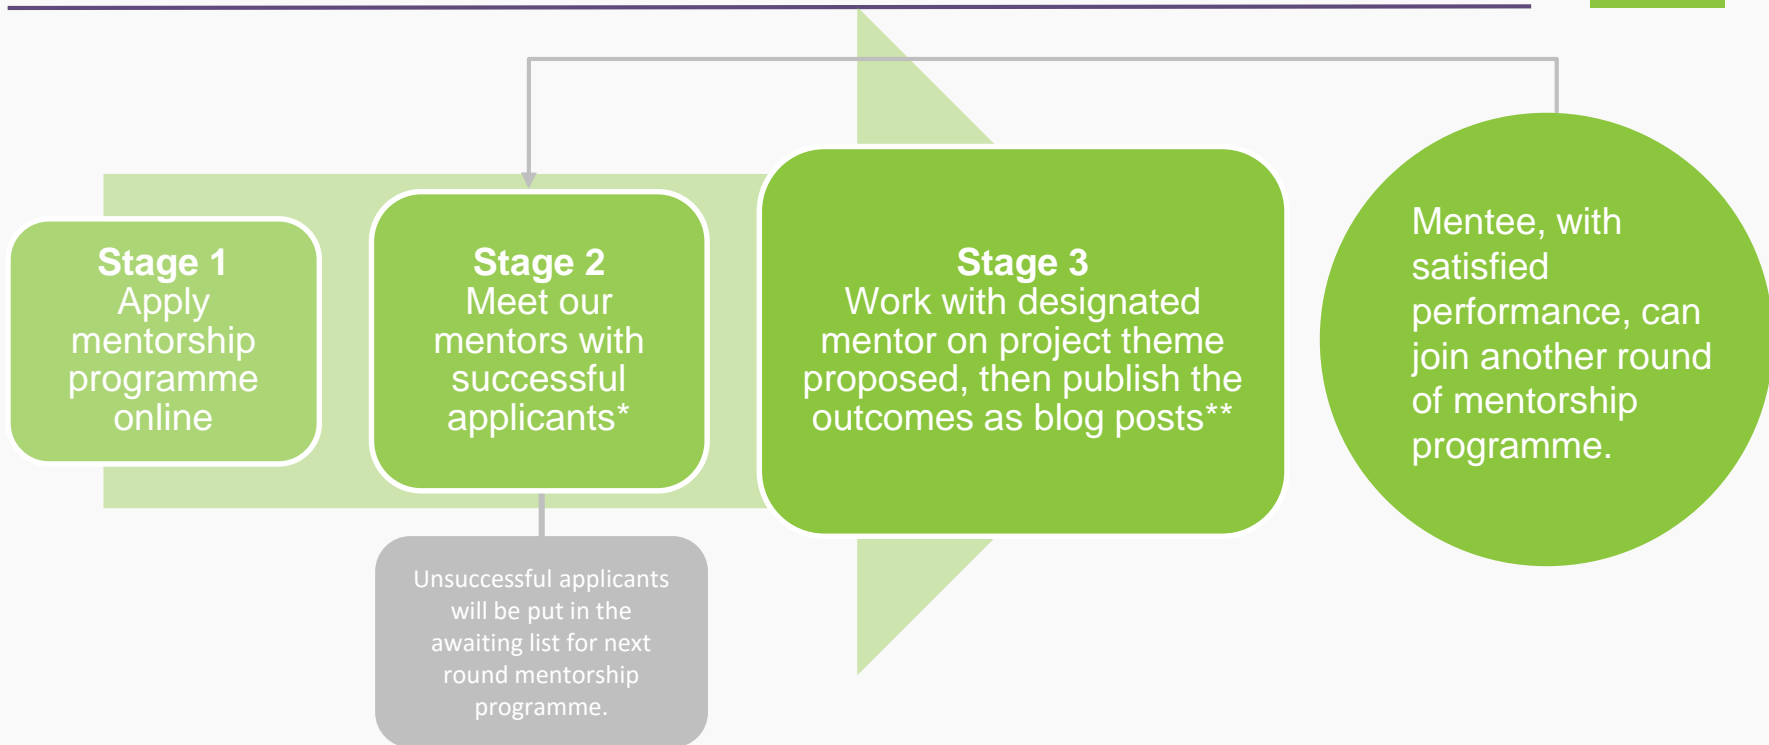 Stage 1
Apply
mentorship
programme
online
Stage 2
Meet our
mentors with
successful
applicants*
Stage 3
Work with designated
mentor on project theme
proposed, then publish the
outcomes as blog posts**
Mentee, with
satisfied
performance, can
join another round
of mentorship
programme.
Unsuccessful applicants
will be put in the
awaiting list for next
round mentorship
programme.